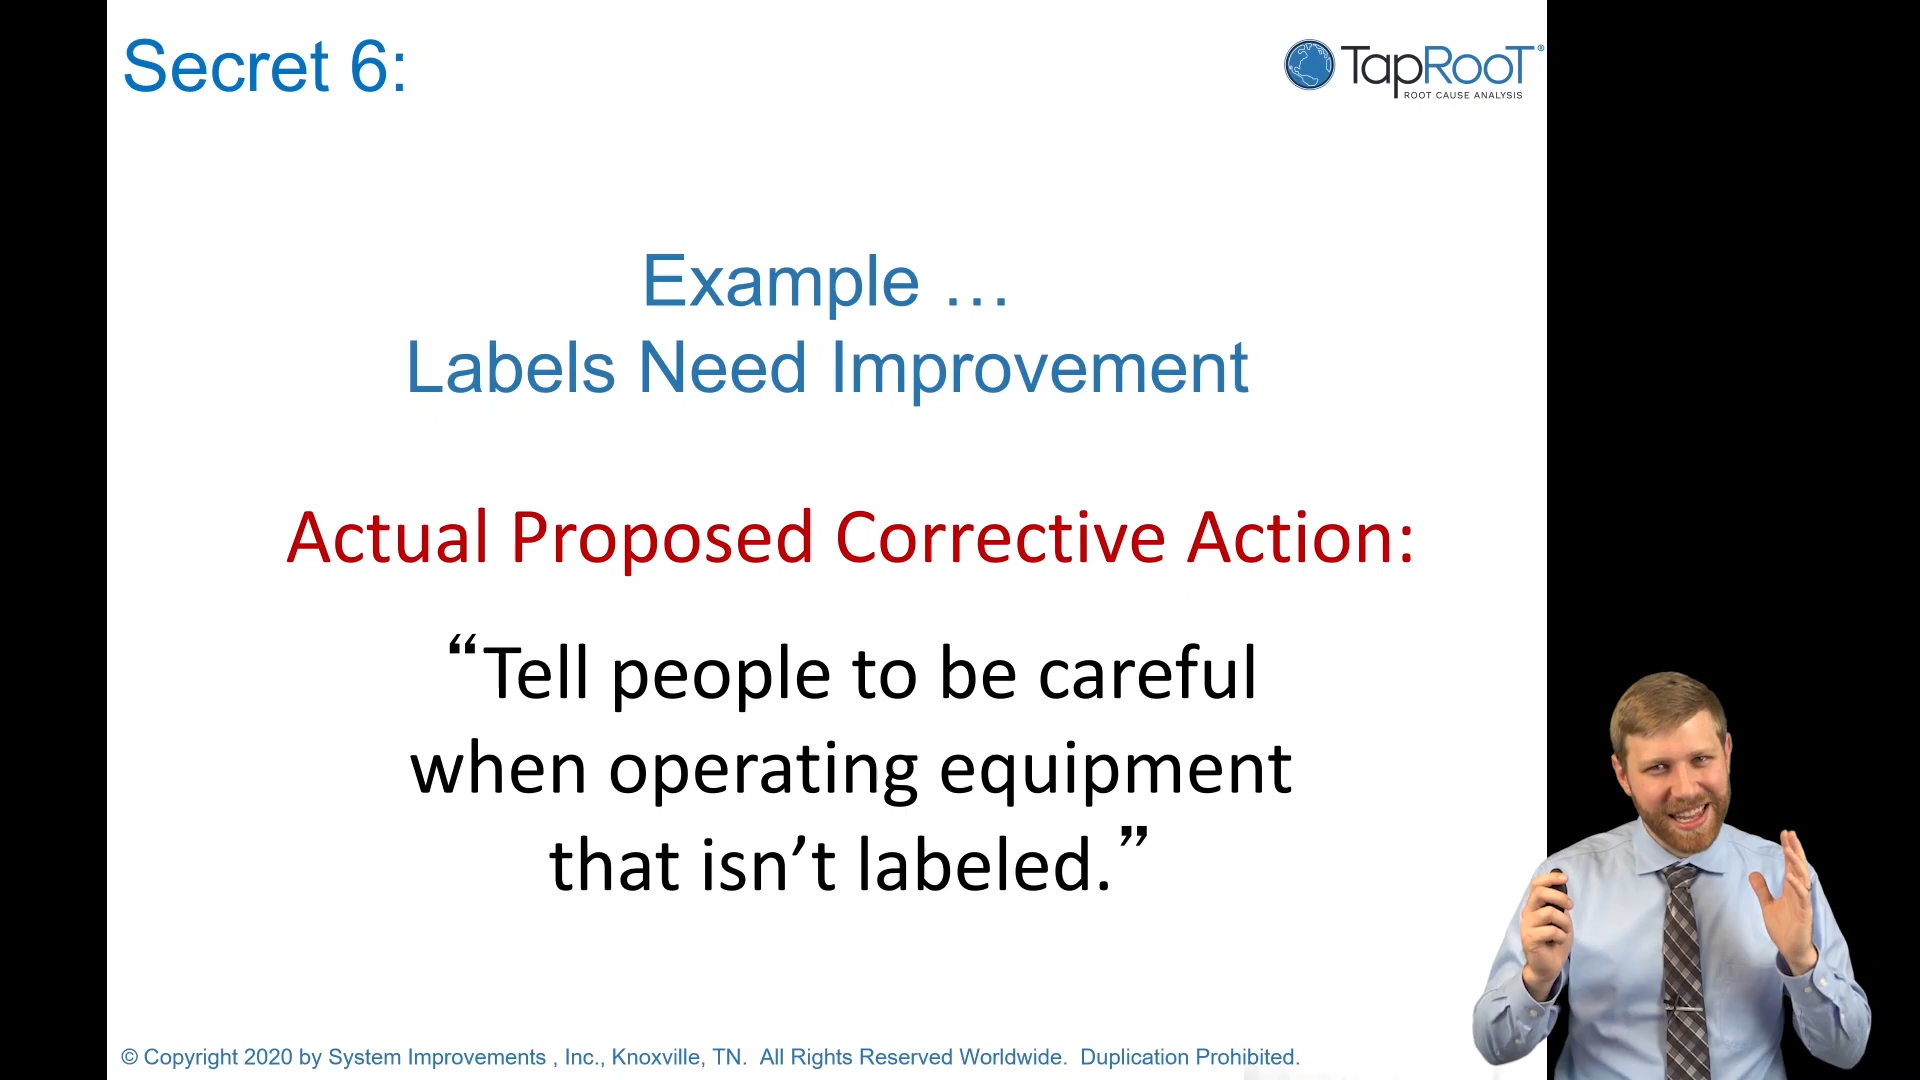 Secret 6:
TapRooT®
ROOT CAUSE ANALYSIS
Example …
Labels Need Improvement
Actual Proposed Corrective Action:
“Tell people to be careful
when operating equipment
that isn’t labeled.”
© Copyright 2020 by System Improvements , Inc., Knoxville, TN.  All Rights Reserved Worldwide.  Duplication Prohibited.